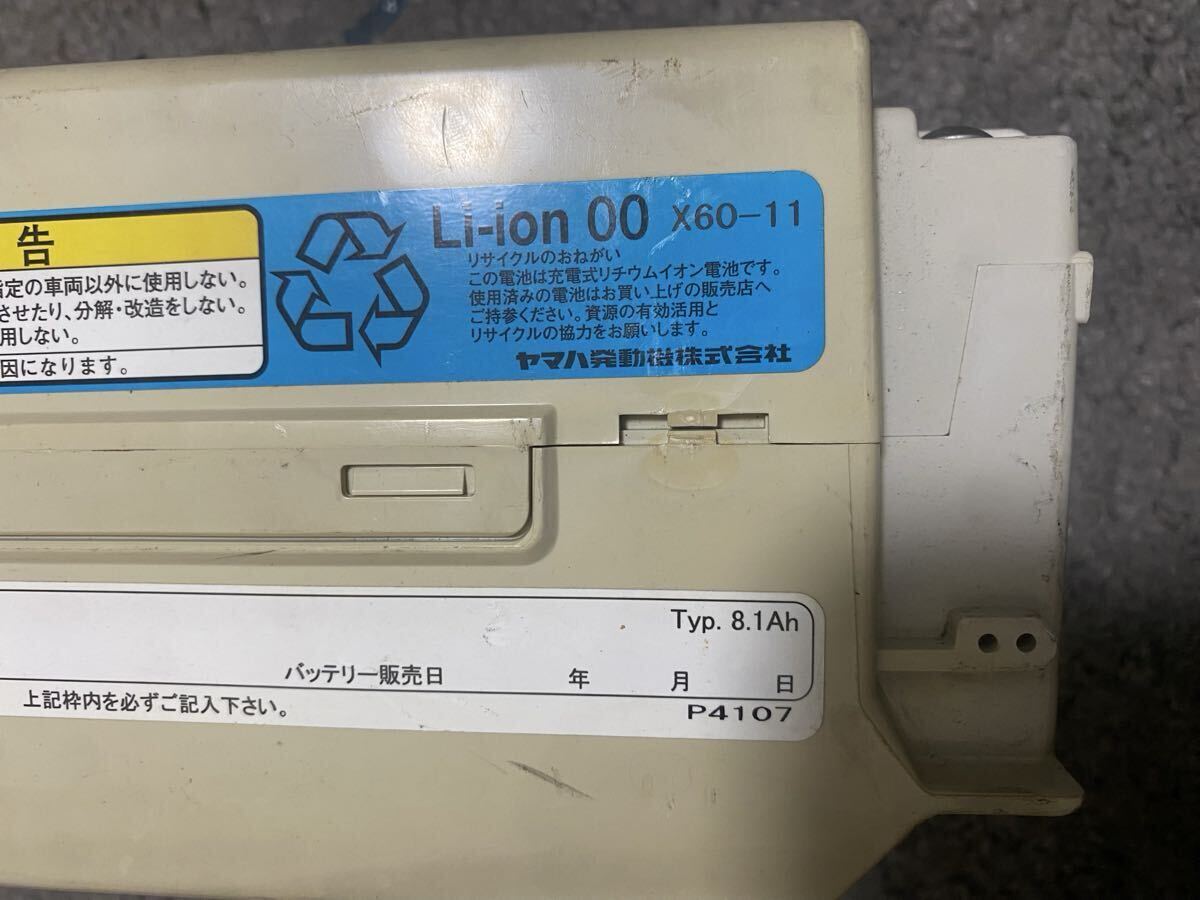 告
指定の車両以外に使用しない。
させたり、分解・改造をしない。
用しない。
因になります。
Li-ion 00 X60-11
リサイクルのおねがい
この電池は充電式リチウムイオン電池です。
使用済みの電池はお買い上げの販売店へ
ご持参ください。資源の有効活用と
リサイクルの協力をお願いします。
ヤマハ発動機株式会社
Typ. 8.1Ah
バッテリー販売日 年 月 日
上記枠内を必ずご記入下さい。
P4107